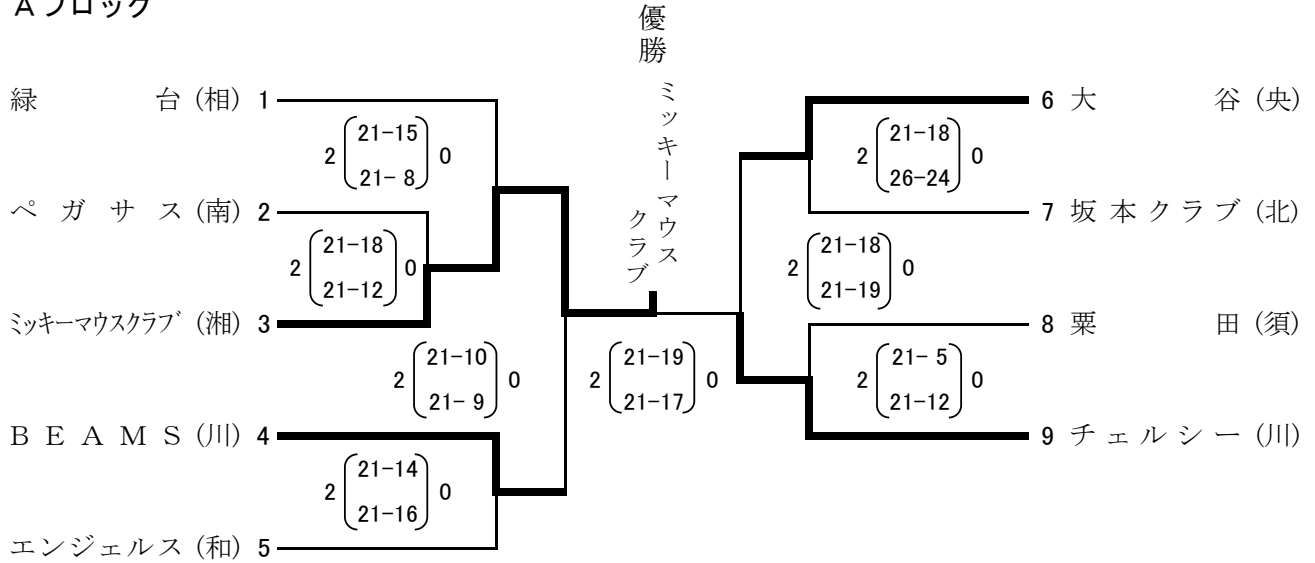 Aブロック
優勝
ミッキーマウス
クラブ
緑 台 (相) 1
2 21-15 0
21- 8
ペ ガ サ ス (南) 2
2 21-18 0
21-12
ミッキーマウスクラブ (湘) 3
2 21-10 0
21- 9
B E A M S (川) 4
2 21-14 0
21-16
エンジェルス (和) 5
2 21-19 0
21-17
6 大 谷 (央)
2 21-18 0
26-24
7 坂 本 ク ラ ブ (北)
2 21-18 0
21-19
8 粟 田 (須)
2 21- 5 0
21-12
9 チ ェ ル シ ー (川)